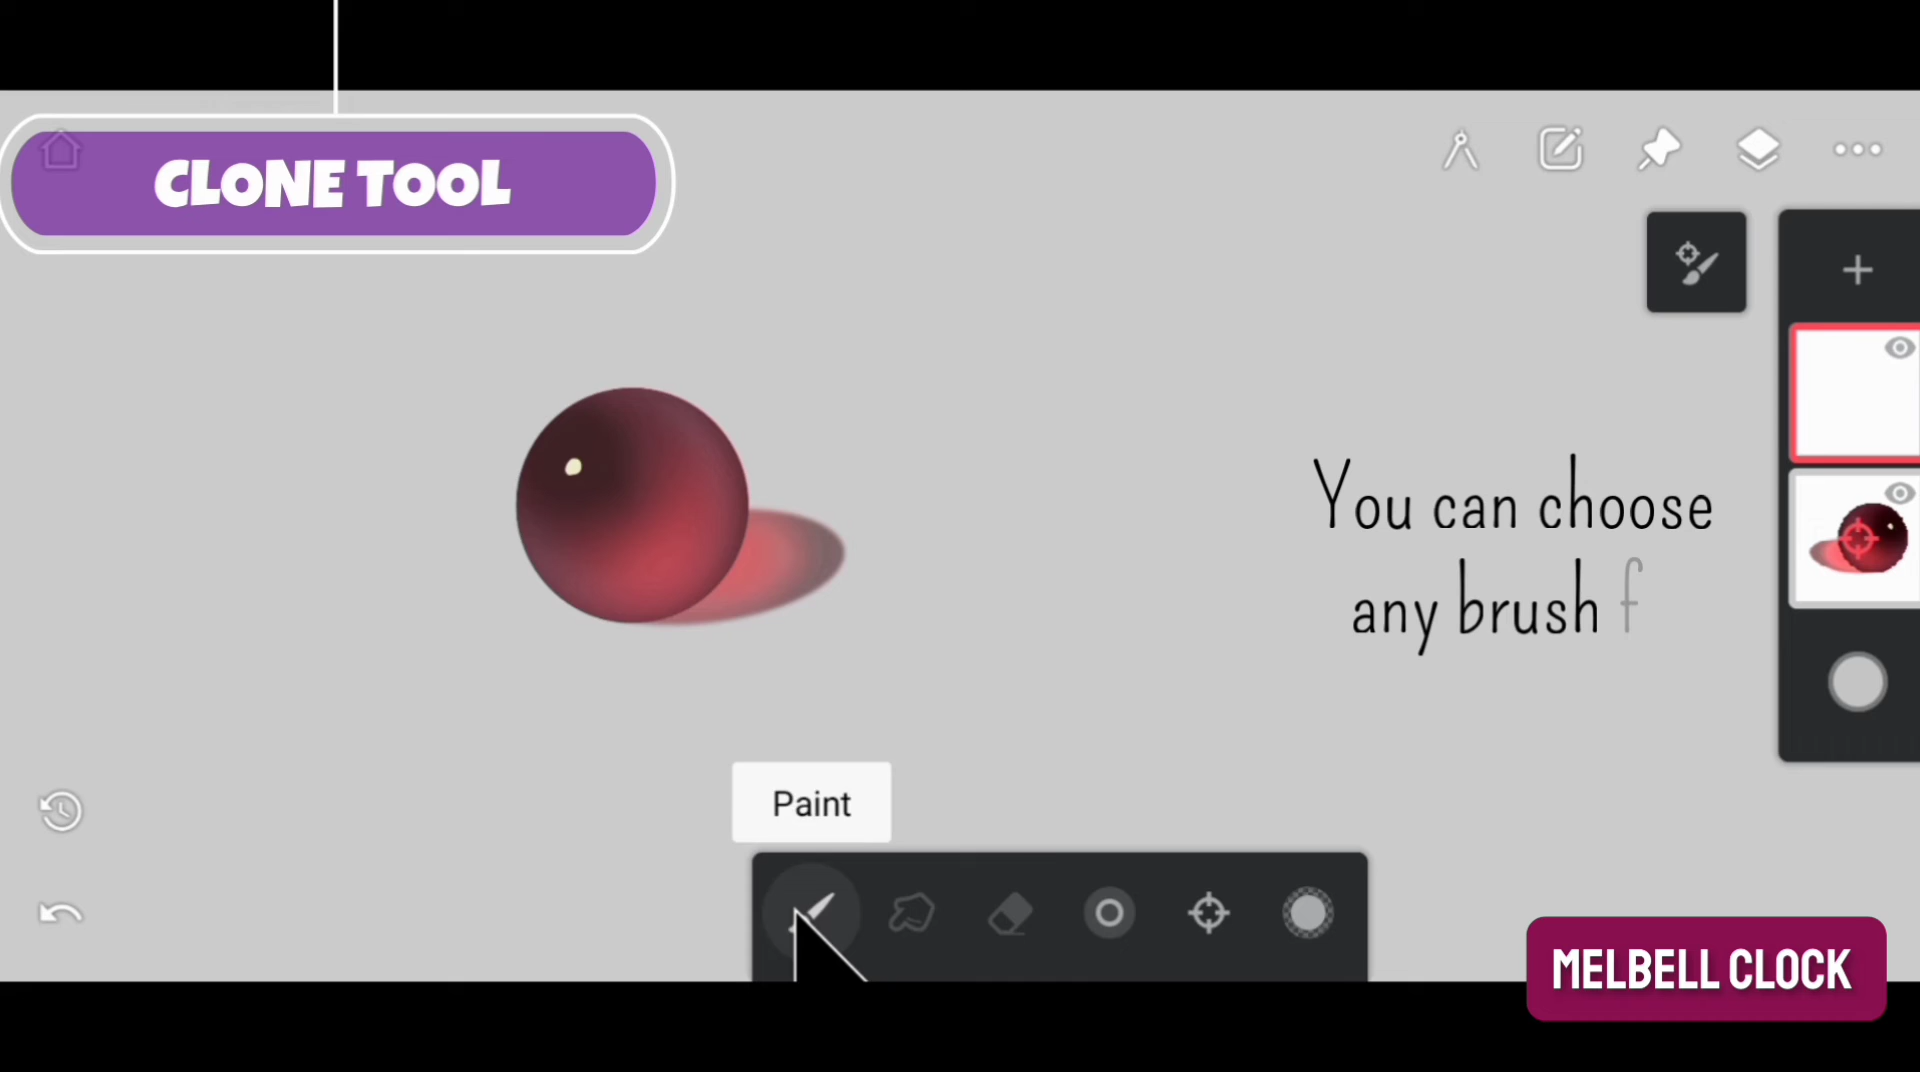 CLONE TOOL
You can choose
any brush f
Paint
MELBELL CLOCK